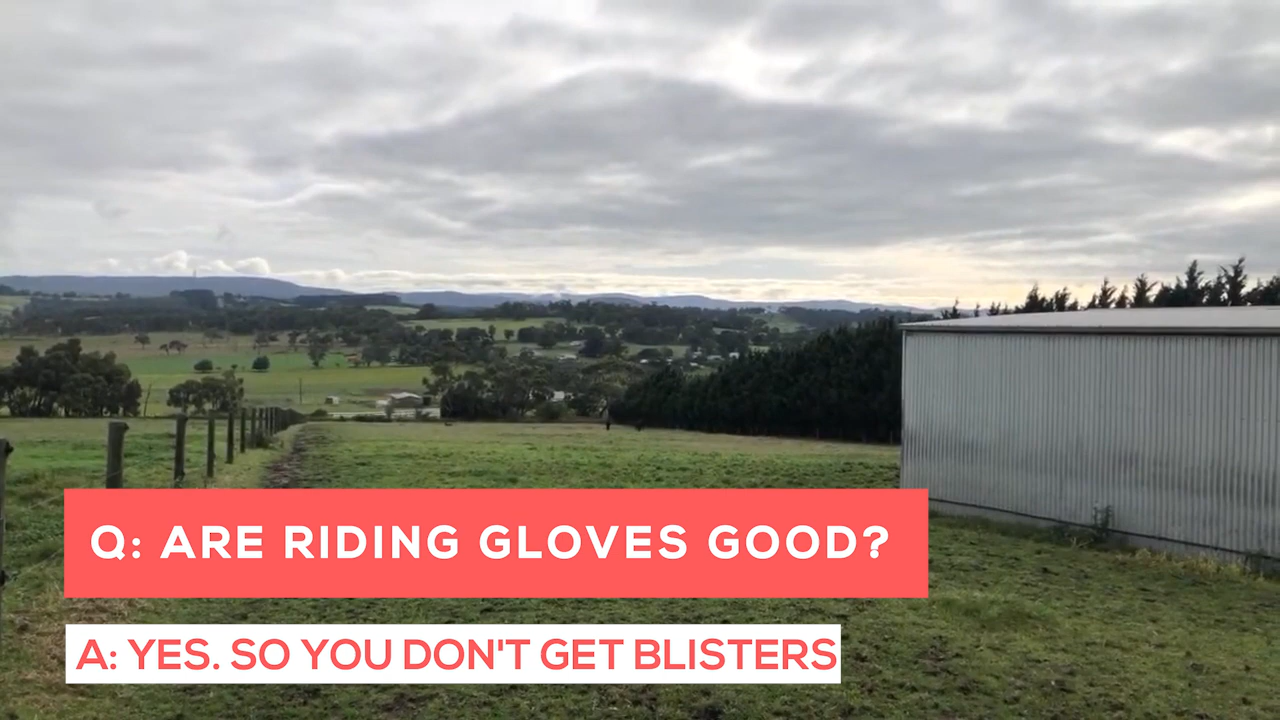 Q: ARE RIDING GLOVES GOOD?
A: YES. SO YOU DON'T GET BLISTERS